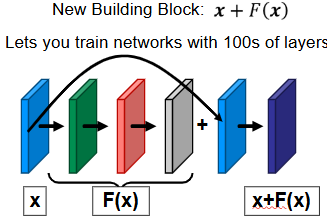 New Building Block: x + F(x)
Lets you train networks with 100s of layers
+
x
F(x)
x+F(x)